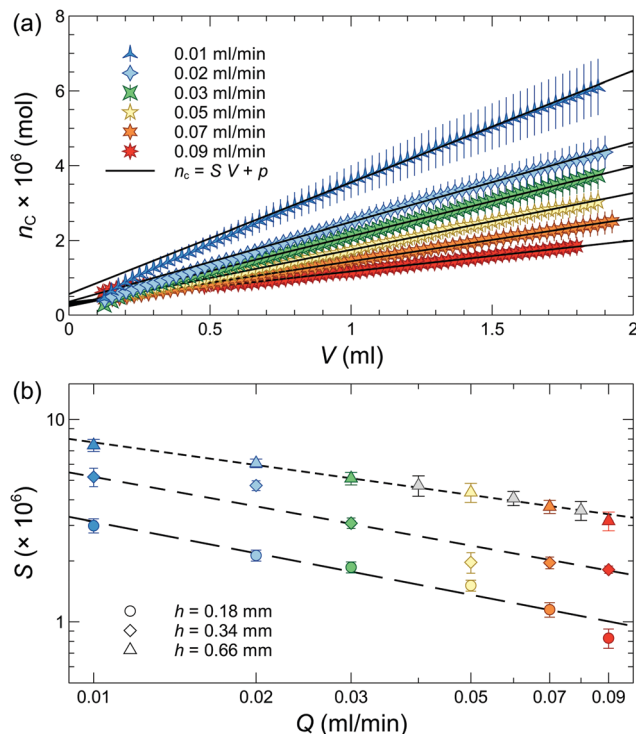 (a)
8
6
4
2
0
n_c × 10^6 (mol)
0.01 ml/min
0.02 ml/min
0.03 ml/min
0.05 ml/min
0.07 ml/min
0.09 ml/min
n_c = S V + p
0 0.5 1 1.5 2
V (ml)
(b)
10
1
S (× 10^6)
h = 0.18 mm
h = 0.34 mm
h = 0.66 mm
0.01 0.02 0.03 0.05 0.07 0.09
Q (ml/min)